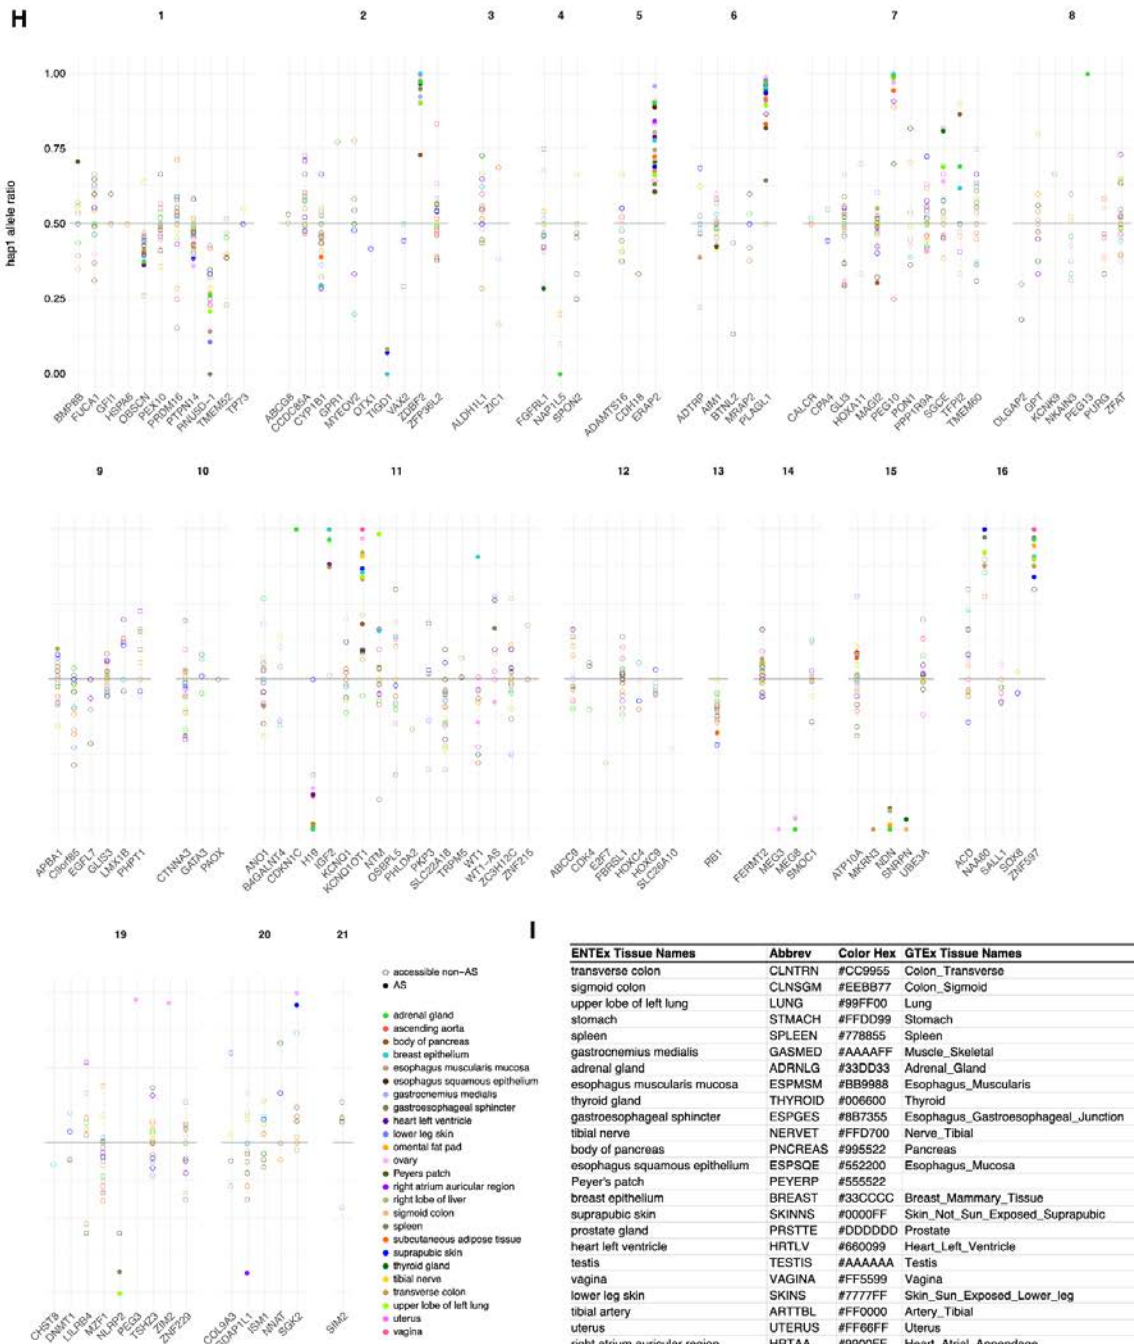 H
1 2 3 4 5 6 7 8
hap1 allele ratio
1.00
0.75
0.50
0.25
0.00
BMP8B FUCA1 GFI1 HSPA6 OBSCN PEX10 PRDM16 PTPN14 RNU5D-1 TMEM52 TP73
ABCG8 CCDC85A CYP1B1 GPR1 MYEOV2 OTX1 TIGD1 VAX2 ZDBF2 ZFP36L2
ALDH1L1 ZIC1
FGFRL1 NAP1L5 SPON2
ADAMTS16 CDH18 ERAP2
ADTRP AIM1 BTNL2 MRAP2 PLAGL1
CALCR CPA4 GLI3 HOXA11 MAGI2 PEG10 PON1 PPP1R9A SGCE TFPI2 TMEM60
DLGAP2 GPT KCNK9 NKAIN3 PEG13 PURG ZFAT
9 10 11 12 13 14 15 16
APBA1 C9orf85 EGFL7 GLIS3 LMX1B PHPT1
CTNNA3 GATA3 PAOX
ANO1 B4GALNT4 CDKN1C H19 IGF2 KCNQ1 KCNQ1OT1 NTM OSBPL5 PHLDA2 PKP3 SLC22A18 TRPM5 WT1 WT1-AS ZC3H12C ZNF215
ABCC9 CDK4 E2F7 FBRSL1 HOXC4 HOXC9 SLC26A10
RB1
FERMT2 MEG3 MEG8 SMOC1
ATP10A MKRN3 NDN SNRPN UBE3A
ACD NAA60 SALL1 SOX8 ZNF597
19 20 21
CHST8 DNMT1 LILRB4 MZF1 NLRP2 PEG3 TSHZ3 ZIM2 ZNF229
COL9A3 GDAP1L1 ISM1 NNAT SGK2
SIM2
accessible non-AS
AS
adrenal gland
ascending aorta
body of pancreas
breast epithelium
esophagus muscularis mucosa
esophagus squamous epithelium
gastrocnemius medialis
gastroesophageal sphincter
heart left ventricle
lower leg skin
omental fat pad
ovary
Peyers patch
right atrium auricular region
right lobe of liver
sigmoid colon
spleen
subcutaneous adipose tissue
suprapubic skin
thyroid gland
tibial nerve
transverse colon
upper lobe of left lung
uterus
vagina
I
ENTEx Tissue Names Abbrev Color Hex GTEx Tissue Names
transverse colon CLNTRN #CC9955 Colon_Transverse
sigmoid colon CLNSGM #EEBB77 Colon_Sigmoid
upper lobe of left lung LUNG #99FF00 Lung
stomach STMACH #FFDD99 Stomach
spleen SPLEEN #778855 Spleen
gastrocnemius medialis GASMED #AAAAFF Muscle_Skeletal
adrenal gland ADRNLG #33DD33 Adrenal_Gland
esophagus muscularis mucosa ESPMSM #BB9988 Esophagus_Muscularis
thyroid gland THYROID #006600 Thyroid
gastroesophageal sphincter ESPGES #8B7355 Esophagus_Gastroesophageal_Junction
tibial nerve NERVET #FFD700 Nerve_Tibial
body of pancreas PNCREAS #995522 Pancreas
esophagus squamous epithelium ESPSQE #552200 Esophagus_Mucosa
Peyer's patch PEYERP #555522
breast epithelium BREAST #33CCCC Breast_Mammary_Tissue
suprapubic skin SKINNS #0000FF Skin_Not_Sun_Exposed_Suprapubic
prostate gland PRSTTE #DDDDDD Prostate
heart left ventricle HRTLV #660099 Heart_Left_Ventricle
testis TESTIS #AAAAAA Testis
vagina VAGINA #FF5599 Vagina
lower leg skin SKINS #7777FF Skin_Sun_Exposed_Lower_leg
tibial artery ARTTBL #FF0000 Artery_Tibial
uterus UTERUS #FF66FF Uterus
right atrium auricular region HRTAA #9900FF Heart_Atrial_Appendage